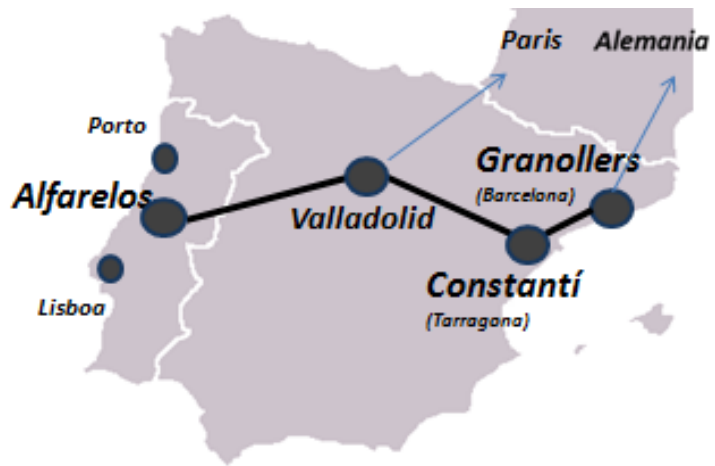 Paris
Alemania
Porto
Granollers
(Barcelona)
Alfarelos
Valladolid
Constantí
(Tarragona)
Lisboa